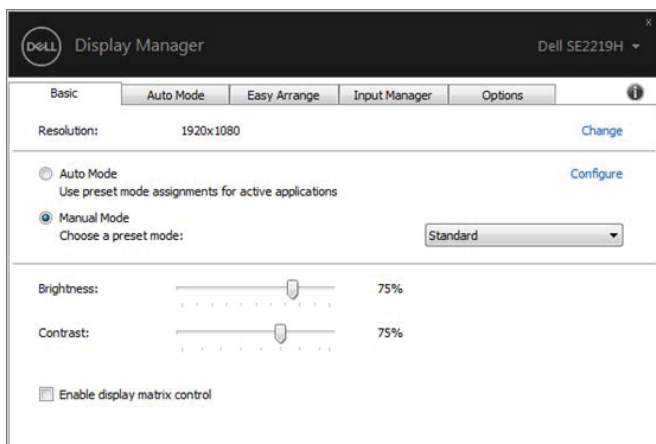 x
DELL Display Manager Dell SE2219H
Basic Auto Mode Easy Arrange Input Manager Options
Resolution: 1920x1080 Change
Auto Mode Configure
Use preset mode assignments for active applications
Manual Mode
Choose a preset mode: Standard
Brightness: 75%
Contrast: 75%
Enable display matrix control